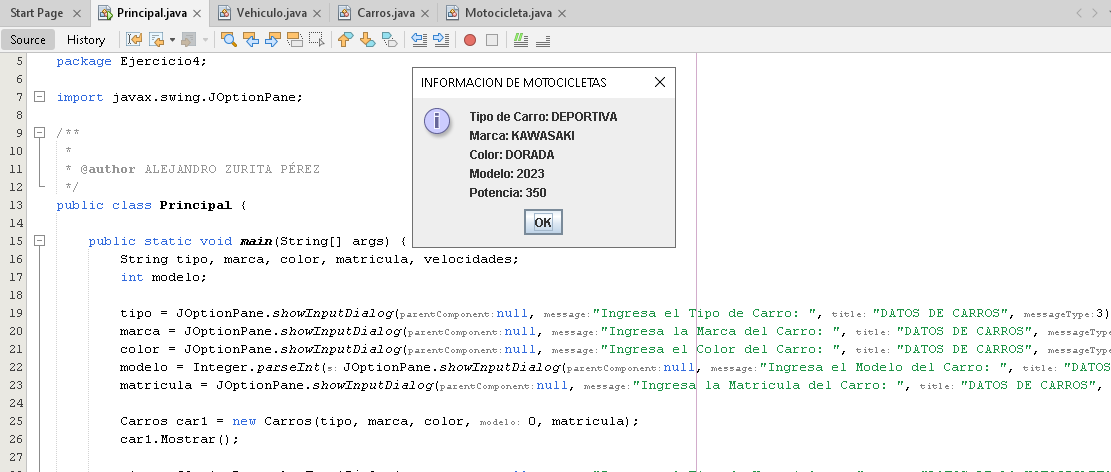 Start Page Principal.java Vehiculo.java Carros.java Motocicleta.java
Source History
5 package Ejercicio4;
6
7 import javax.swing.JOptionPane;
8
9 /**
10 *
11 * @author ALEJANDRO ZURITA PÉREZ
12 */
13 public class Principal {
14
15 public static void main(String[] args) {
16 String tipo, marca, color, matricula, velocidades;
17 int modelo;
18
19 tipo = JOptionPane.showInputDialog(parentComponent: null, message: "Ingresa el Tipo de Carro: ", title: "DATOS DE CARROS", messageType: 3)
20 marca = JOptionPane.showInputDialog(parentComponent: null, message: "Ingresa la Marca del Carro: ", title: "DATOS DE CARROS", messageType
21 color = JOptionPane.showInputDialog(parentComponent: null, message: "Ingresa el Color del Carro: ", title: "DATOS DE CARROS", messageType
22 modelo = Integer.parseInt(s: JOptionPane.showInputDialog(parentComponent: null, message: "Ingresa el Modelo del Carro: ", title: "DATOS
23 matricula = JOptionPane.showInputDialog(parentComponent: null, message: "Ingresa la Matricula del Carro: ", title: "DATOS DE CARROS",
24
25 Carros car1 = new Carros(tipo, marca, color, modelo: 0, matricula);
26 car1.Mostrar();
27
INFORMACION DE MOTOCICLETAS
Tipo de Carro: DEPORTIVA
Marca: KAWASAKI
Color: DORADA
Modelo: 2023
Potencia: 350
OK